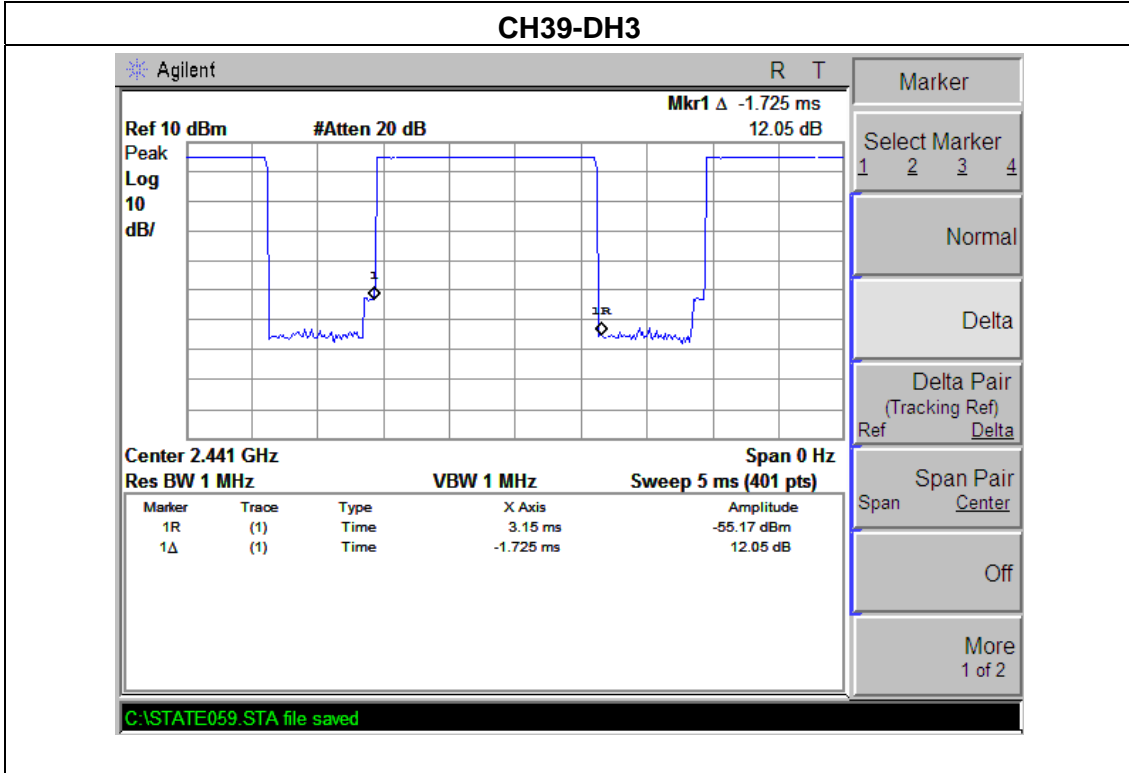 CH39-DH3
Agilent R T
Mkr1 Δ -1.725 ms
Ref 10 dBm #Atten 20 dB 12.05 dB
Peak
Log
10
dB/
1
1R
Center 2.441 GHz Span 0 Hz
Res BW 1 MHz VBW 1 MHz Sweep 5 ms (401 pts)
Marker Trace Type X Axis Amplitude
1R (1) Time 3.15 ms -55.17 dBm
1Δ (1) Time -1.725 ms 12.05 dB
C:\STATE059.STA file saved
Marker
Select Marker
1 2 3 4
Normal
Delta
Delta Pair
(Tracking Ref)
Ref Delta
Span Pair
Span Center
Off
More
1 of 2